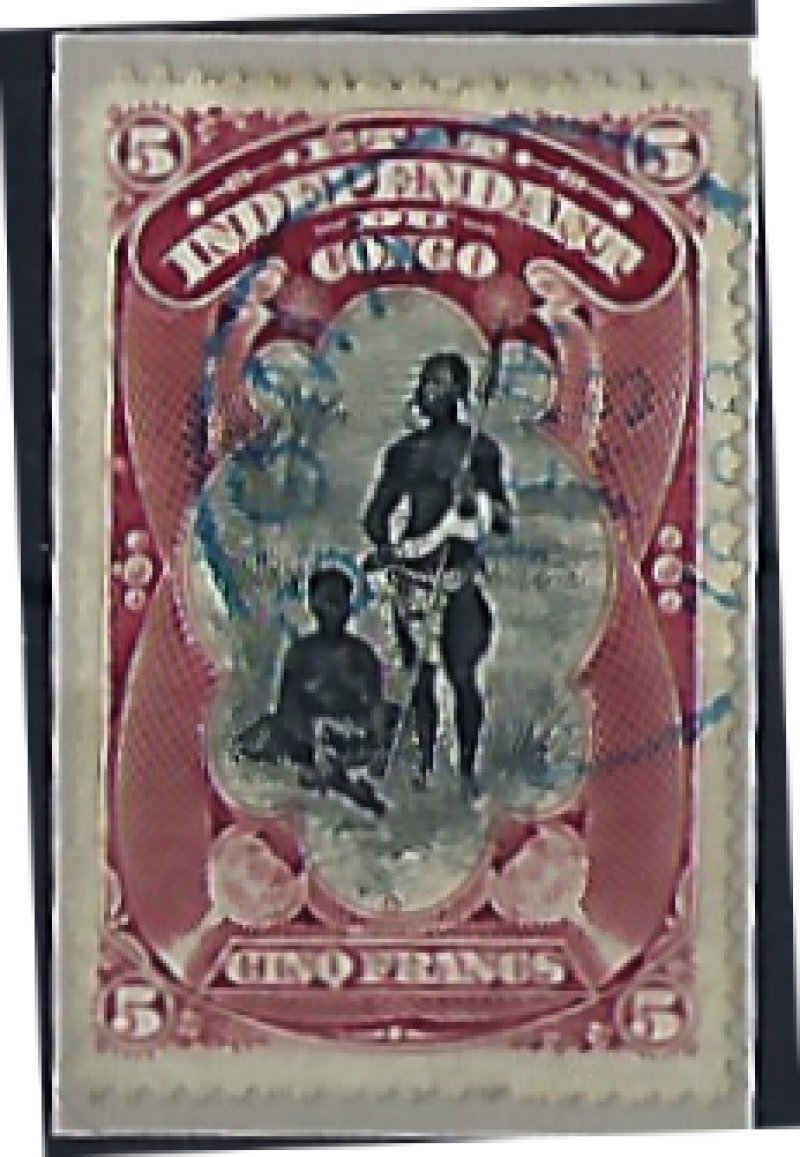 5 5
ETAT
INDEPENDANT
DU
CONGO
CINQ FRANCS
5 5